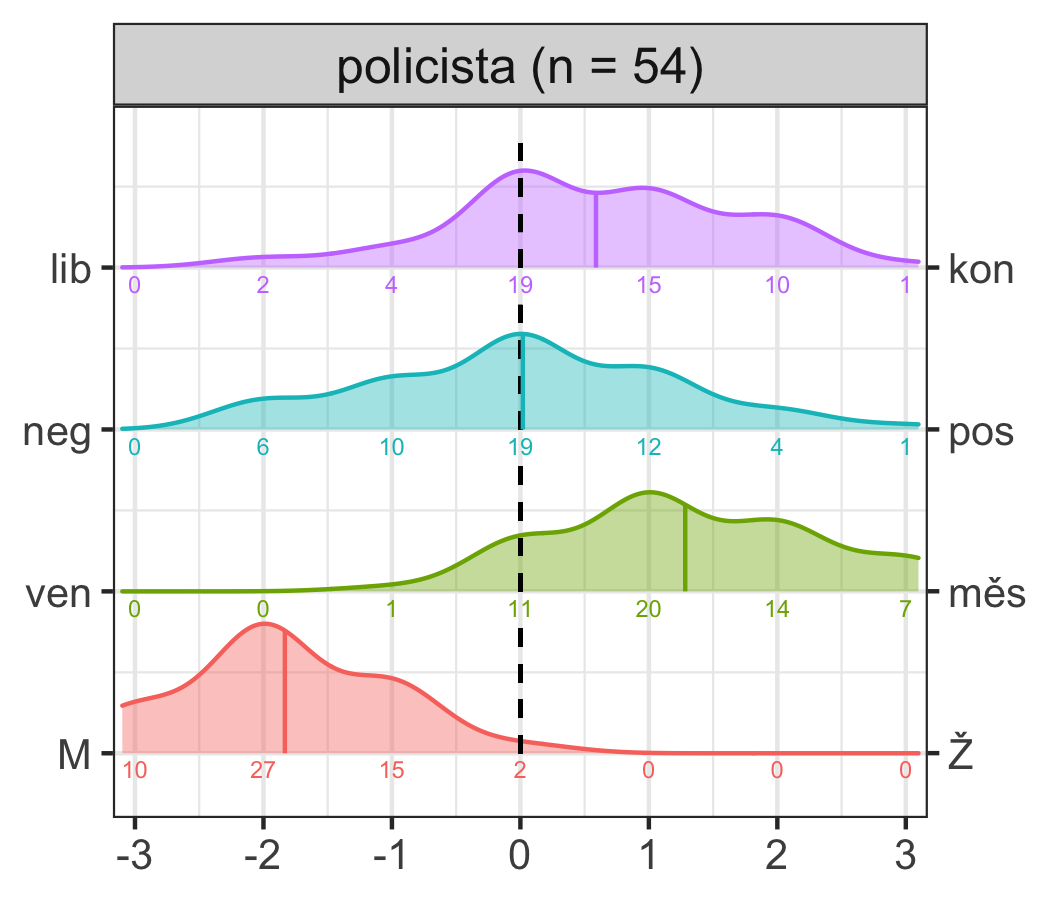 policista (n = 54)
lib kon
0 2 4 19 15 10 1
neg pos
0 6 10 19 12 4 1
ven měs
0 0 1 11 20 14 7
M Ž
10 27 15 2 0 0 0
-3 -2 -1 0 1 2 3